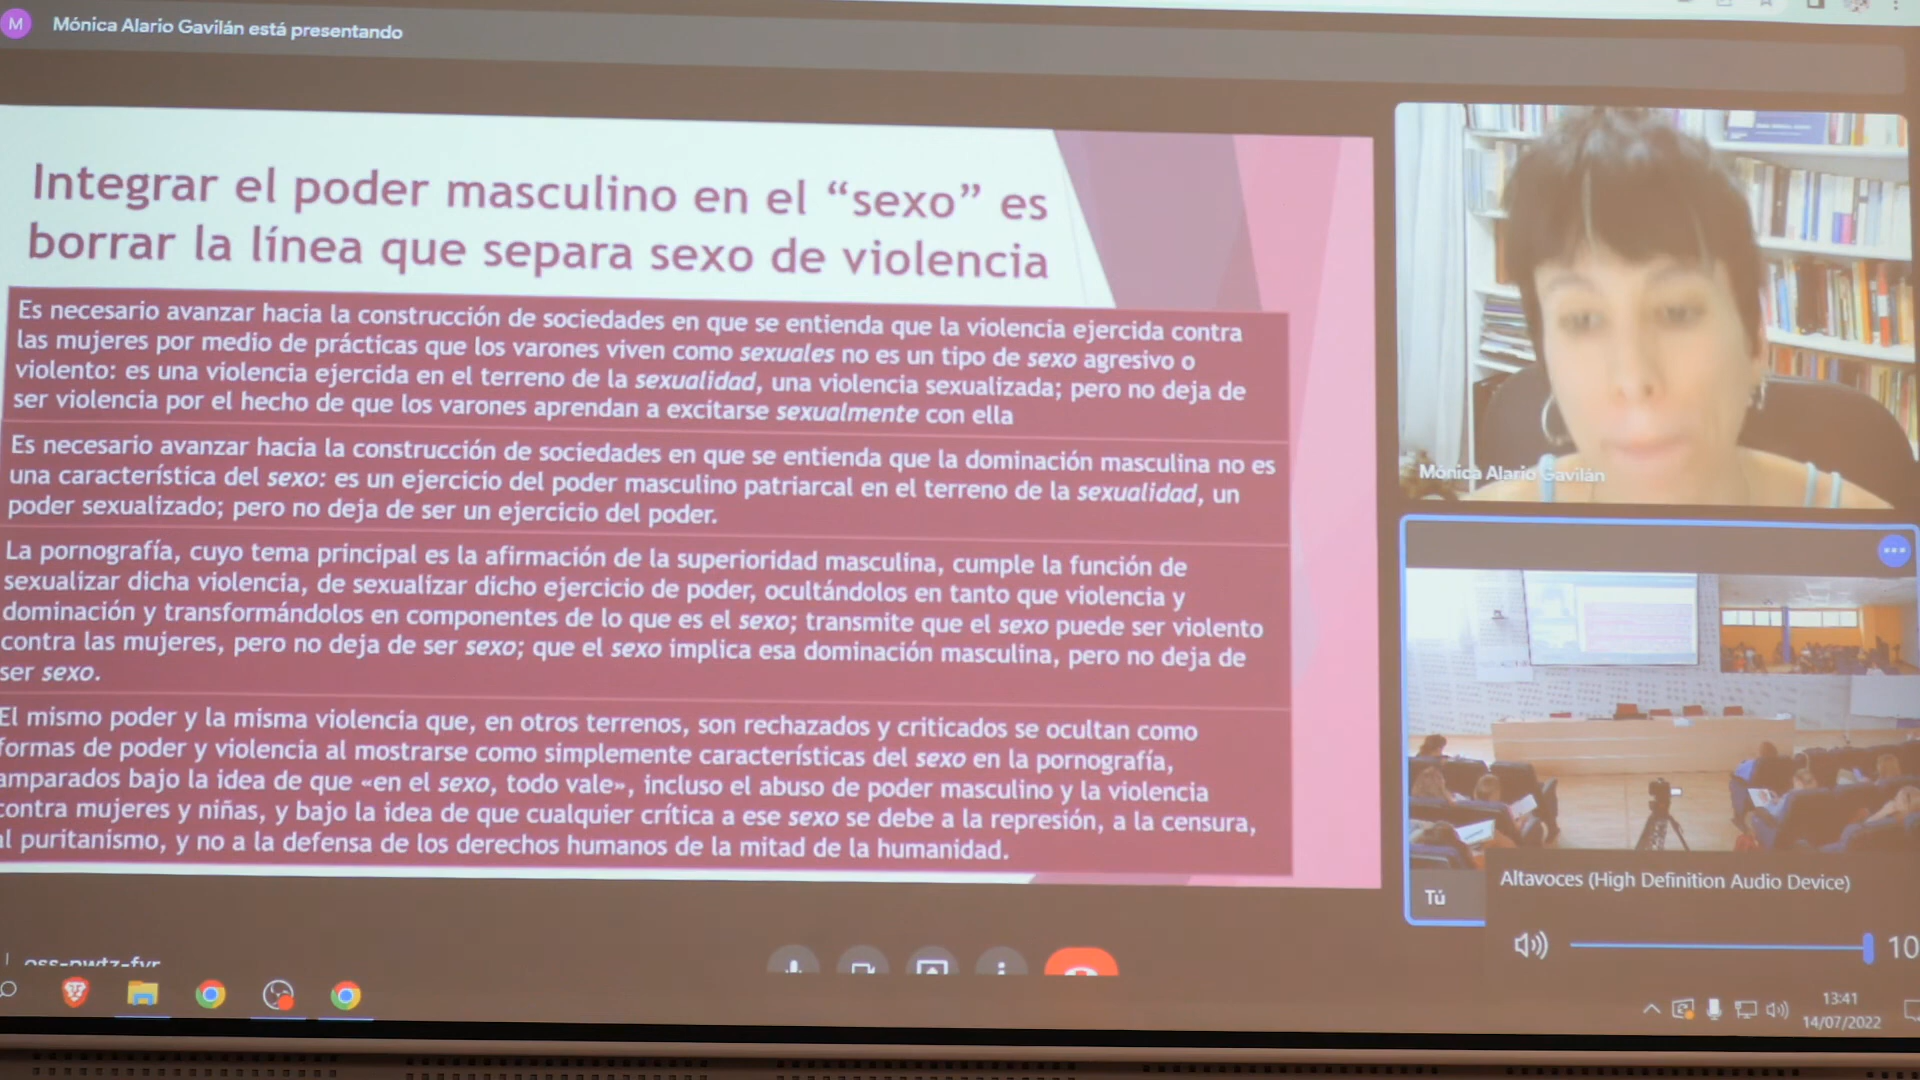 M
Mónica Alario Gavilán está presentando
Integrar el poder masculino en el “sexo” es
borrar la línea que separa sexo de violencia
Es necesario avanzar hacia la construcción de sociedades en que se entienda que la violencia ejercida contra
las mujeres por medio de prácticas que los varones viven como sexuales no es un tipo de sexo agresivo o
violento: es una violencia ejercida en el terreno de la sexualidad, una violencia sexualizada; pero no deja de
ser violencia por el hecho de que los varones aprendan a excitarse sexualmente con ella
Es necesario avanzar hacia la construcción de sociedades en que se entienda que la dominación masculina no es
una característica del sexo: es un ejercicio del poder masculino patriarcal en el terreno de la sexualidad, un
poder sexualizado; pero no deja de ser un ejercicio del poder.
La pornografía, cuyo tema principal es la afirmación de la superioridad masculina, cumple la función de
sexualizar dicha violencia, de sexualizar dicho ejercicio de poder, ocultándolos en tanto que violencia y
dominación y transformándolos en componentes de lo que es el sexo; transmite que el sexo puede ser violento
contra las mujeres, pero no deja de ser sexo; que el sexo implica esa dominación masculina, pero no deja de
ser sexo.
El mismo poder y la misma violencia que, en otros terrenos, son rechazados y criticados se ocultan como
formas de poder y violencia al mostrarse como simplemente características del sexo en la pornografía,
amparados bajo la idea de que «en el sexo, todo vale», incluso el abuso de poder masculino y la violencia
contra mujeres y niñas, y bajo la idea de que cualquier crítica a ese sexo se debe a la represión, a la censura,
al puritanismo, y no a la defensa de los derechos humanos de la mitad de la humanidad.
Mónica Alario Gavilán
Tú
Altavoces (High Definition Audio Device)
10
13:41
14/07/2022